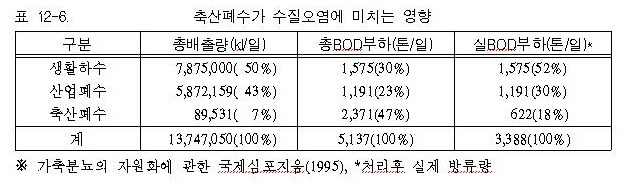 표 12-6. 축산폐수가 수질오염에 미치는 영향
구분 총배출량(㎘/일) 총BOD부하(톤/일) 실BOD부하(톤/일)*
생활하수 7,875,000( 50%) 1,575(30%) 1,575(52%)
산업폐수 5,872,159( 43%) 1,191(23%) 1,191(30%)
축산폐수 89,531( 7%) 2,371(47%) 622(18%)
계 13,747,050(100%) 5,137(100%) 3,388(100%)
※ 가축분뇨의 자원화에 관한 국제심포지움(1995), *처리후 실제 방류량